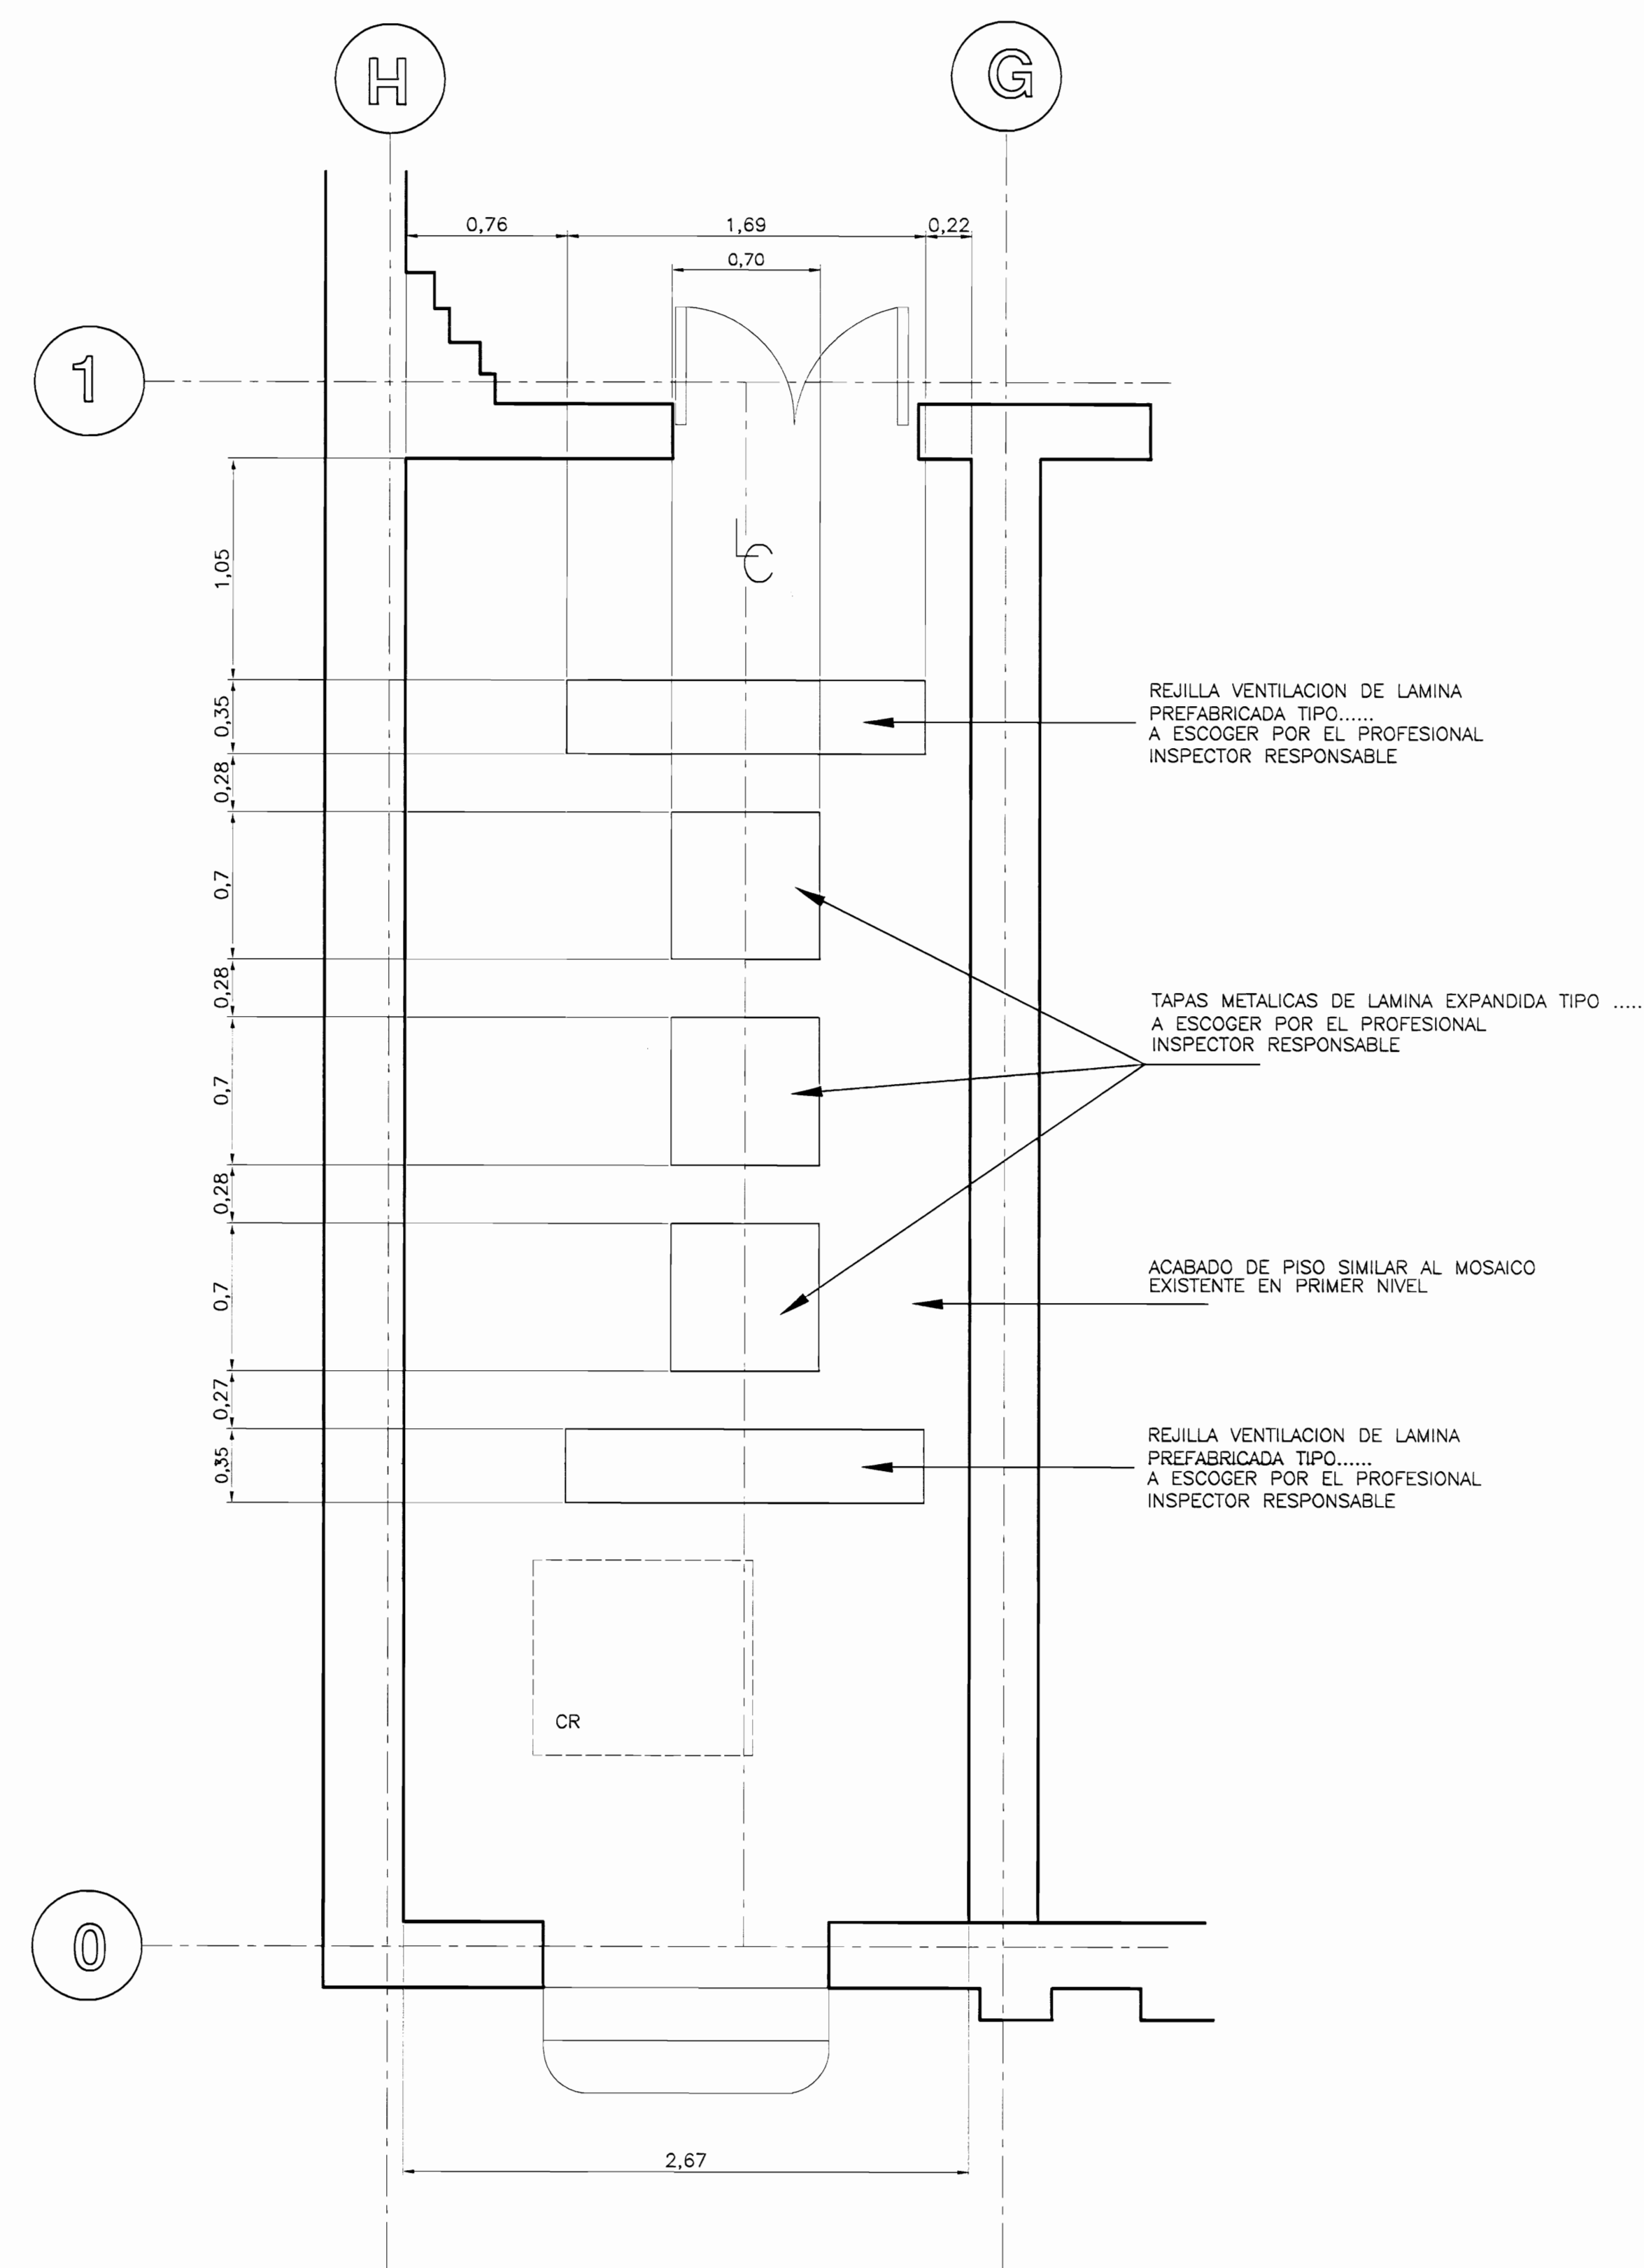 H
G
0,76
1,69
0,22
0,70
1
1,05
0,35
0,28
0,7
0,28
0,7
0,28
0,7
0,27
0,35
REJILLA VENTILACION DE LAMINA
PREFABRICADA TIPO......
A ESCOGER POR EL PROFESIONAL
INSPECTOR RESPONSABLE
TAPAS METALICAS DE LAMINA EXPANDIDA TIPO .....
A ESCOGER POR EL PROFESIONAL
INSPECTOR RESPONSABLE
ACABADO DE PISO SIMILAR AL MOSAICO
EXISTENTE EN PRIMER NIVEL
REJILLA VENTILACION DE LAMINA
PREFABRICADA TIPO......
A ESCOGER POR EL PROFESIONAL
INSPECTOR RESPONSABLE
LC
CR
0
2,67